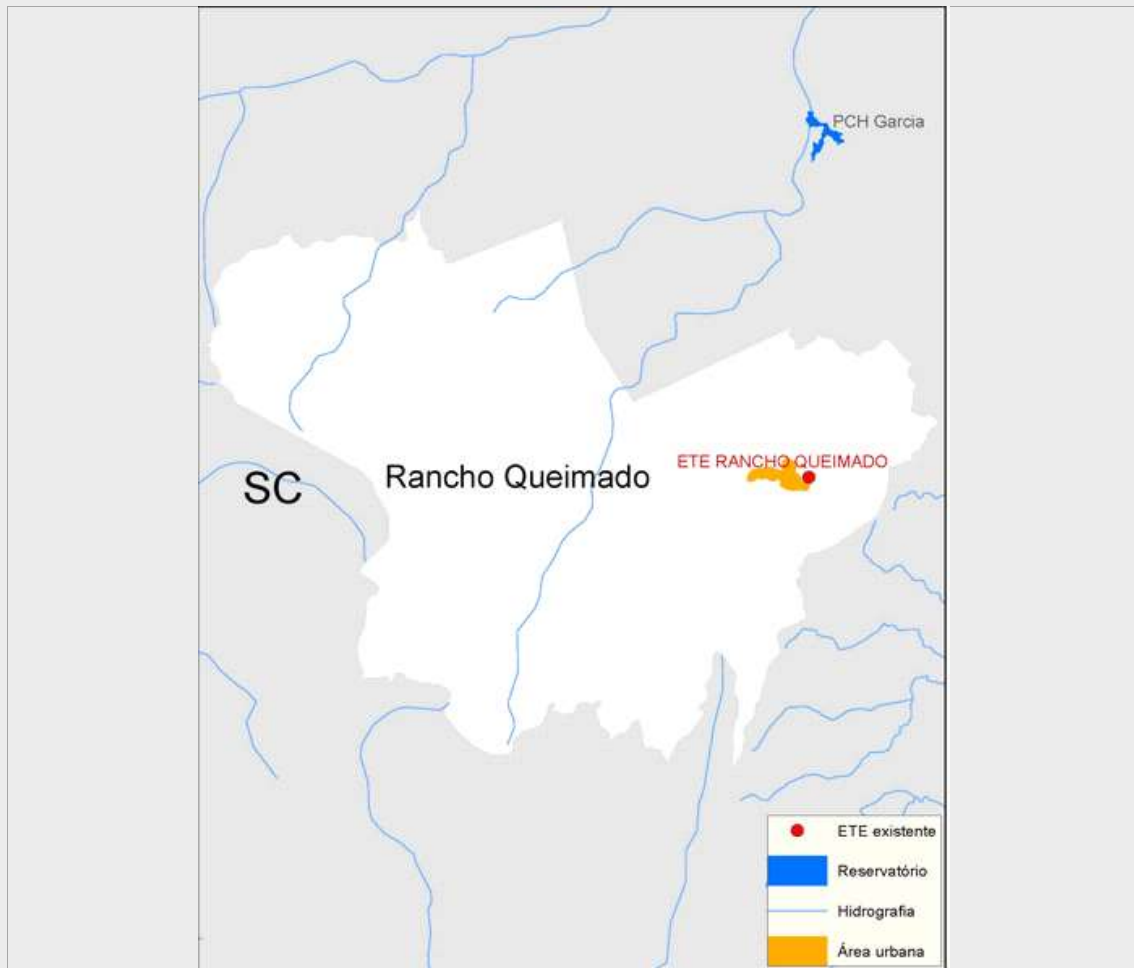 PCH Garcia
ETE RANCHO QUEIMADO
Rancho Queimado
SC
ETE existente
Reservatório
Hidrografia
Área urbana